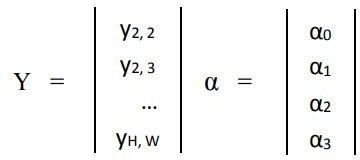 y2, 2
y2, 3
...
yH, W
Y =
α =
α0
α1
α2
α3